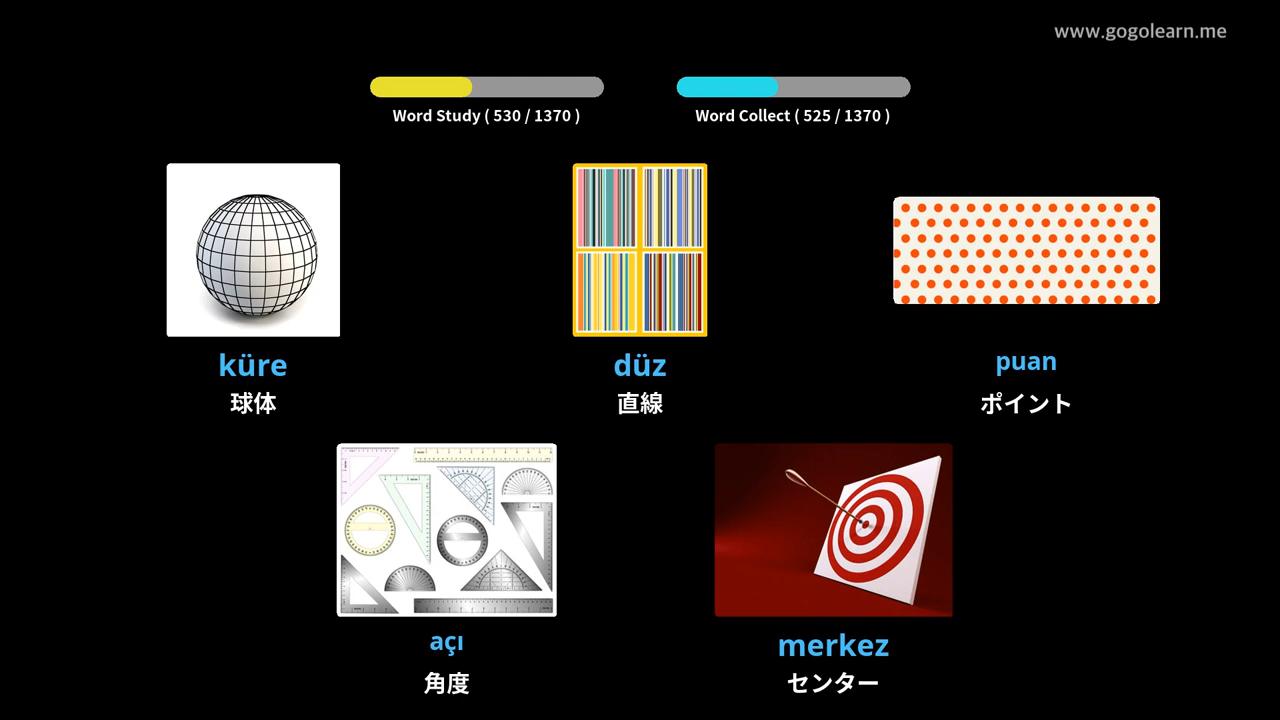 www.gogolearn.me
Word Study ( 530 / 1370 )
Word Collect ( 525 / 1370 )
küre
球体
düz
直線
puan
ポイント
açı
角度
merkez
センター